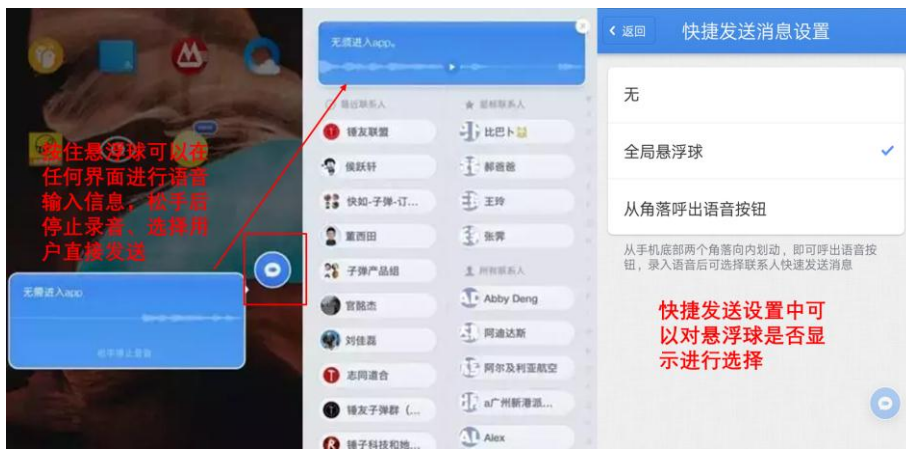 按住悬浮球可以在
任何界面进行语音
输入信息，松手后
停止录音、选择用
户直接发送
无需进入app
松手停止录音
无须进入app。
最近联系人
星标联系人
锤友联盟
比巴卜
侯跃轩
郝爸爸
快如-子弹-订...
王玲
董西田
张霁
子弹产品组
所有联系人
官酩杰
Abby Deng
刘佳磊
阿迪达斯
志同道合
阿尔及利亚航空
锤友子弹群（...
a广州新港派...
锤子科技和她...
Alex
返回
快捷发送消息设置
无
全局悬浮球
从角落呼出语音按钮
从手机底部两个角落向内划动，即可呼出语音按
钮，录入语音后可选择联系人快速发送消息
快捷发送设置中可
以对悬浮球是否显
示进行选择